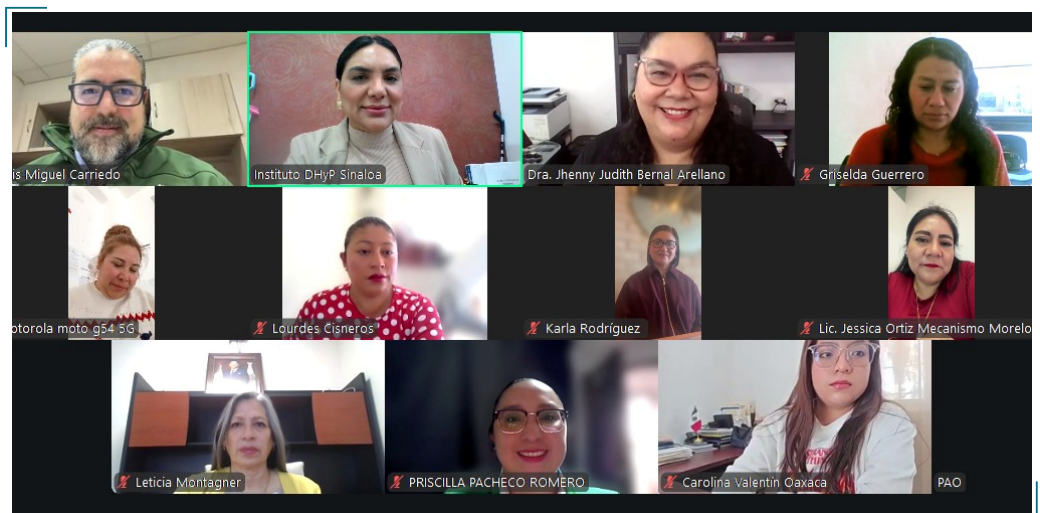 is Miguel Carriedo
Instituto DHyP Sinaloa
Dra. Jhenny Judith Bernal Arellano
Griselda Guerrero
otorola moto g54 5G
Lourdes Cisneros
Karla Rodríguez
Lic. Jessica Ortiz Mecanismo Morelo
Leticia Montagner
PRISCILLA PACHECO ROMERO
Carolina Valentín Oaxaca
PAO